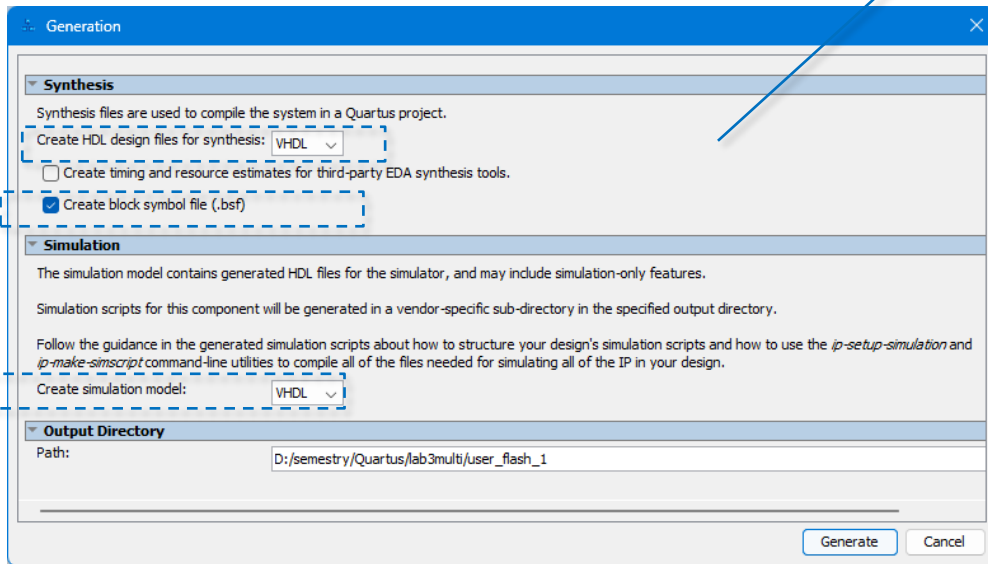 Generation
Synthesis
Synthesis files are used to compile the system in a Quartus project.
Create HDL design files for synthesis: VHDL
Create timing and resource estimates for third-party EDA synthesis tools.
Create block symbol file (.bsf)
Simulation
The simulation model contains generated HDL files for the simulator, and may include simulation-only features.
Simulation scripts for this component will be generated in a vendor-specific sub-directory in the specified output directory.
Follow the guidance in the generated simulation scripts about how to structure your design's simulation scripts and how to use the ip-setup-simulation and
ip-make-simscript command-line utilities to compile all of the files needed for simulating all of the IP in your design.
Create simulation model: VHDL
Output Directory
Path: D:/semestry/Quartus/lab3multi/user_flash_1
Generate Cancel